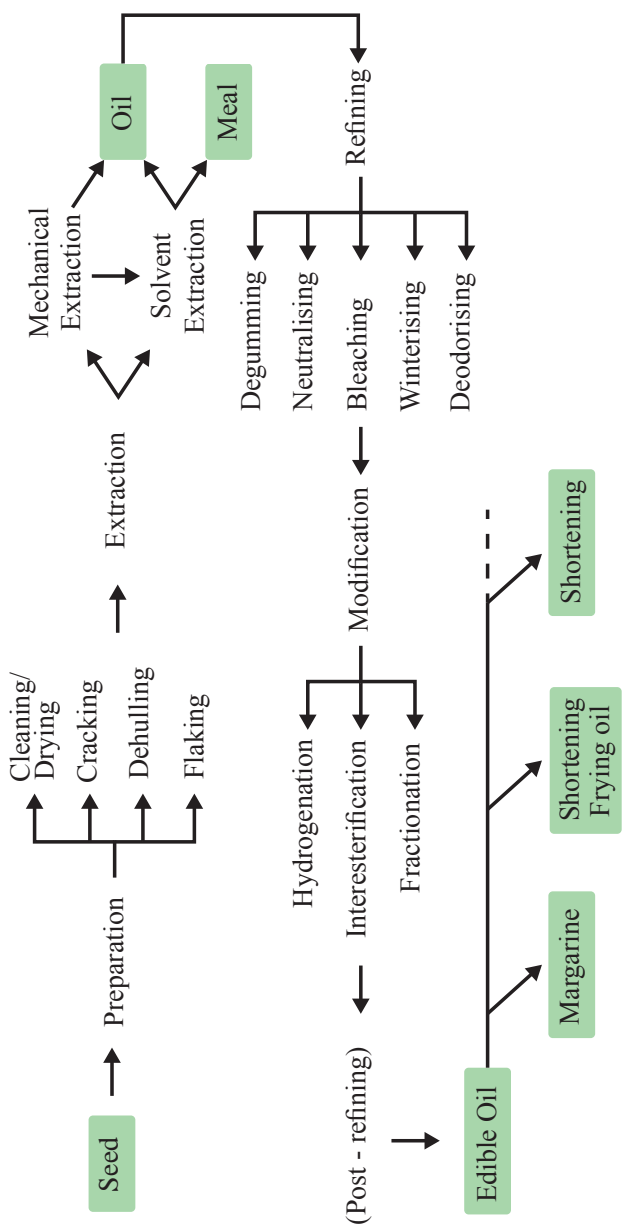 Seed
Preparation
Cleaning/
Drying
Cracking
Dehulling
Flaking
Extraction
Mechanical
Extraction
Solvent
Extraction
Oil
Meal
Refining
Degumming
Neutralising
Bleaching
Winterising
Deodorising
Modification
Hydrogenation
Interesterification
Fractionation
(Post - refining)
Edible Oil
Margarine
Shortening
Frying oil
Shortening